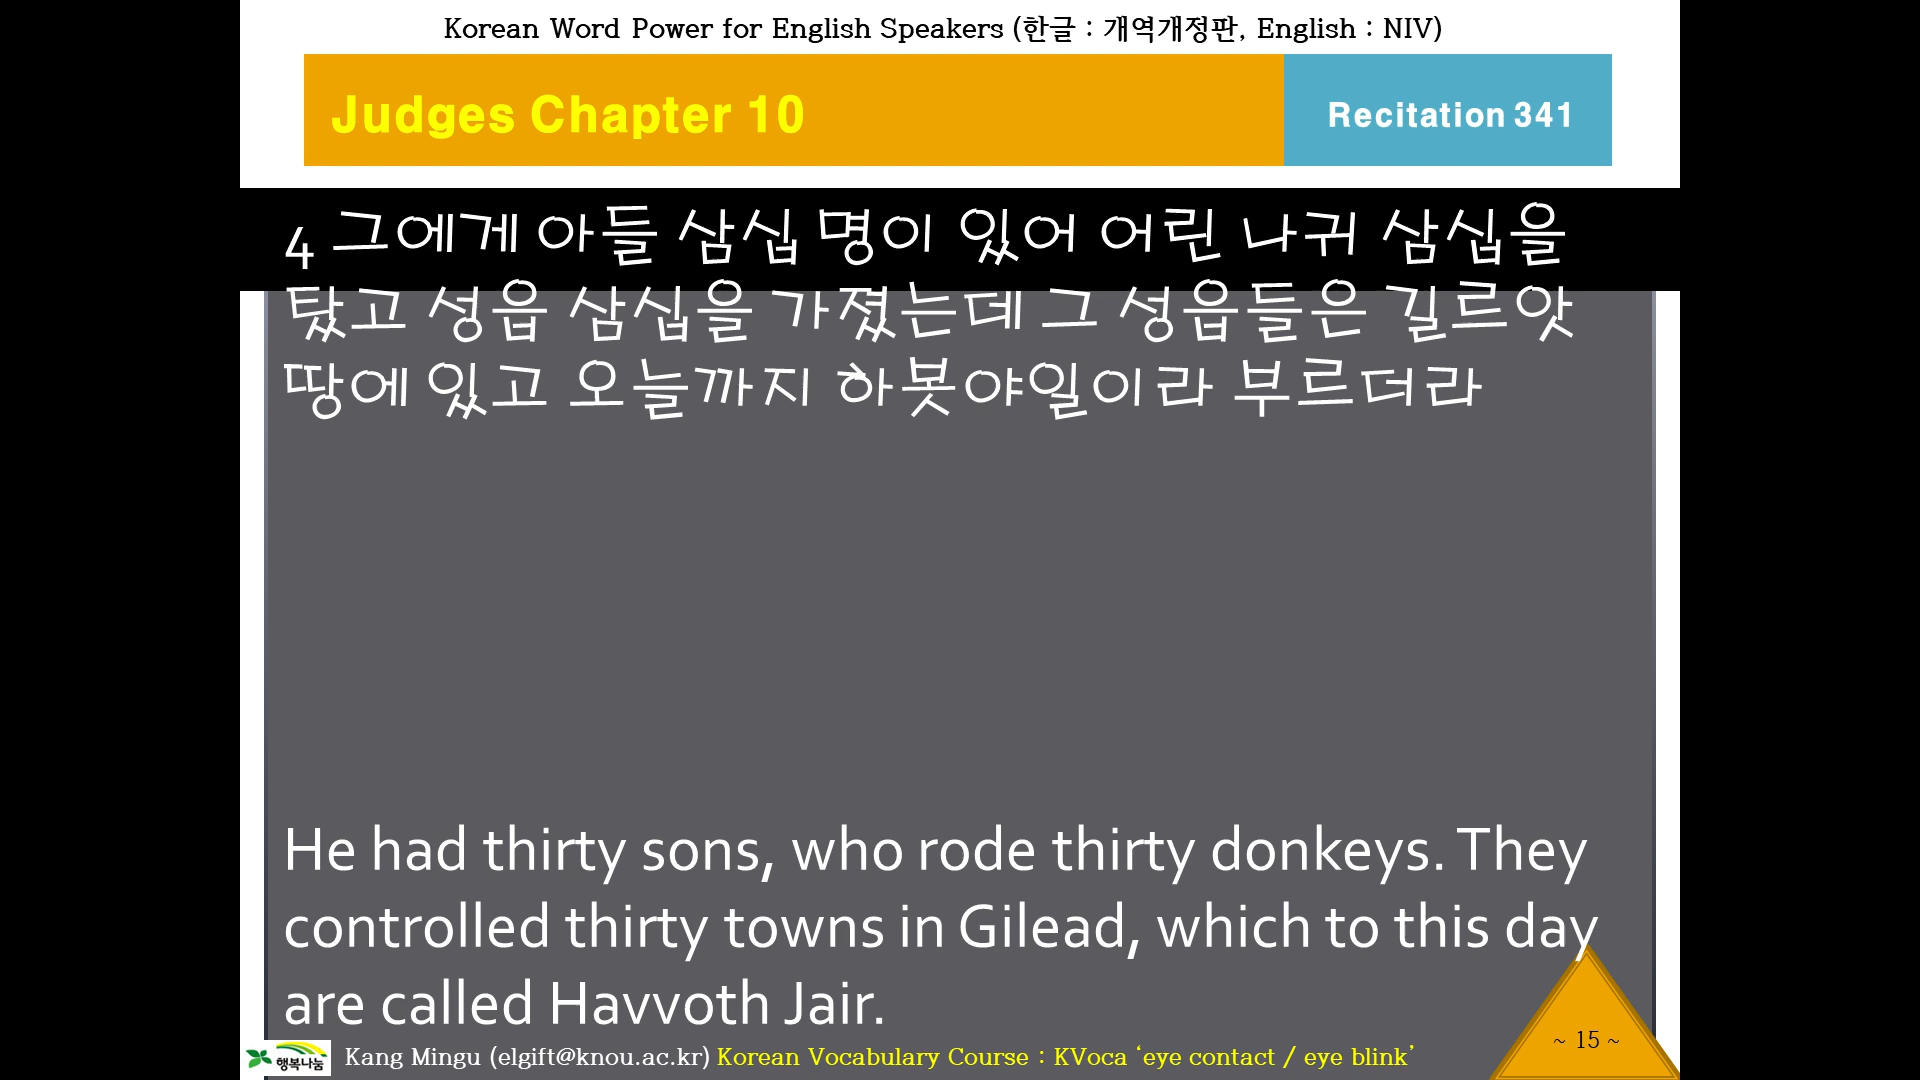 Korean Word Power for English Speakers (한글 : 개역개정판, English : NIV)
Judges Chapter 10
Recitation 341
4 그에게 아들 삼십 명이 있어 어린 나귀 삼십을
탔고 성읍 삼십을 가졌는데 그 성읍들은 길르앗
땅에 있고 오늘까지 하봇야일이라 부르더라
He had thirty sons, who rode thirty donkeys. They
controlled thirty towns in Gilead, which to this day
are called Havvoth Jair.
~ 15 ~
행복나눔
Kang Mingu (elgift@knou.ac.kr) Korean Vocabulary Course : KVoca ‘eye contact / eye blink’